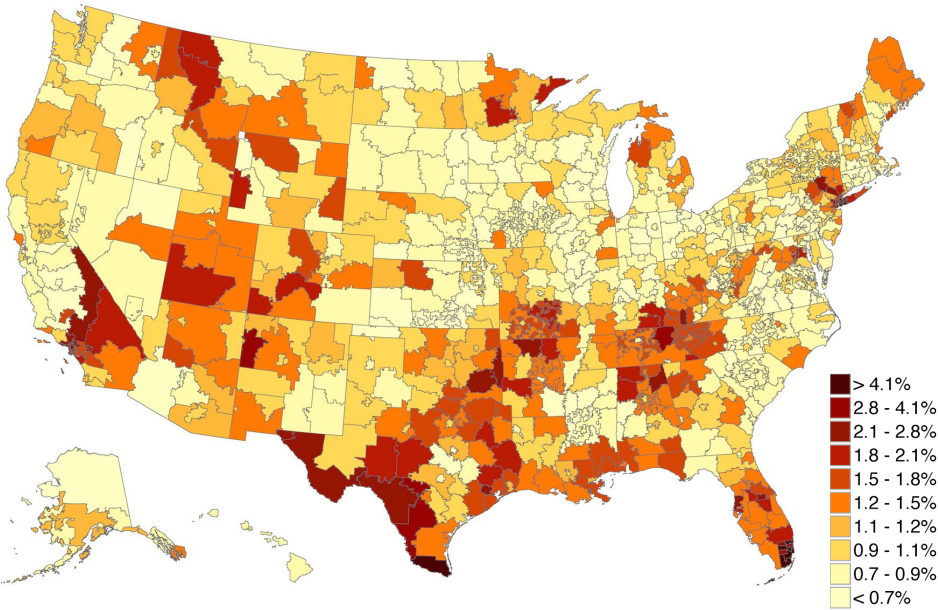 > 4.1%
2.8 - 4.1%
2.1 - 2.8%
1.8 - 2.1%
1.5 - 1.8%
1.2 - 1.5%
1.1 - 1.2%
0.9 - 1.1%
0.7 - 0.9%
< 0.7%